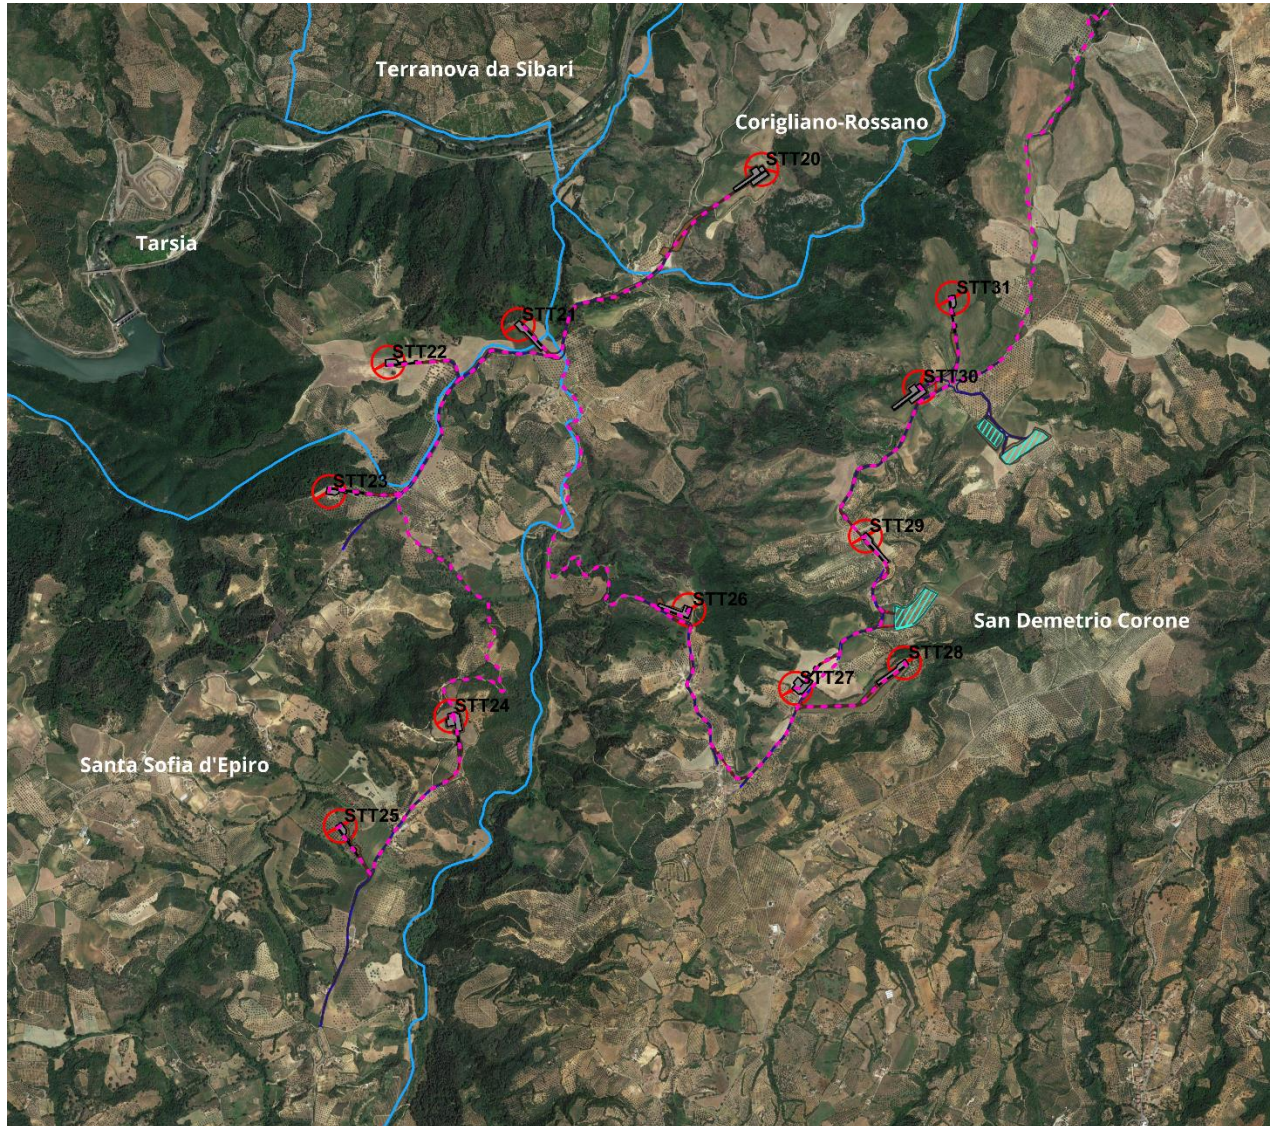 Terranova da Sibari
Corigliano-Rossano
STT20
Tarsia
STT31
STT21
STT22
STT30
STT23
STT29
STT26
San Demetrio Corone
STT28
STT27
STT24
Santa Sofia d'Epiro
STT25